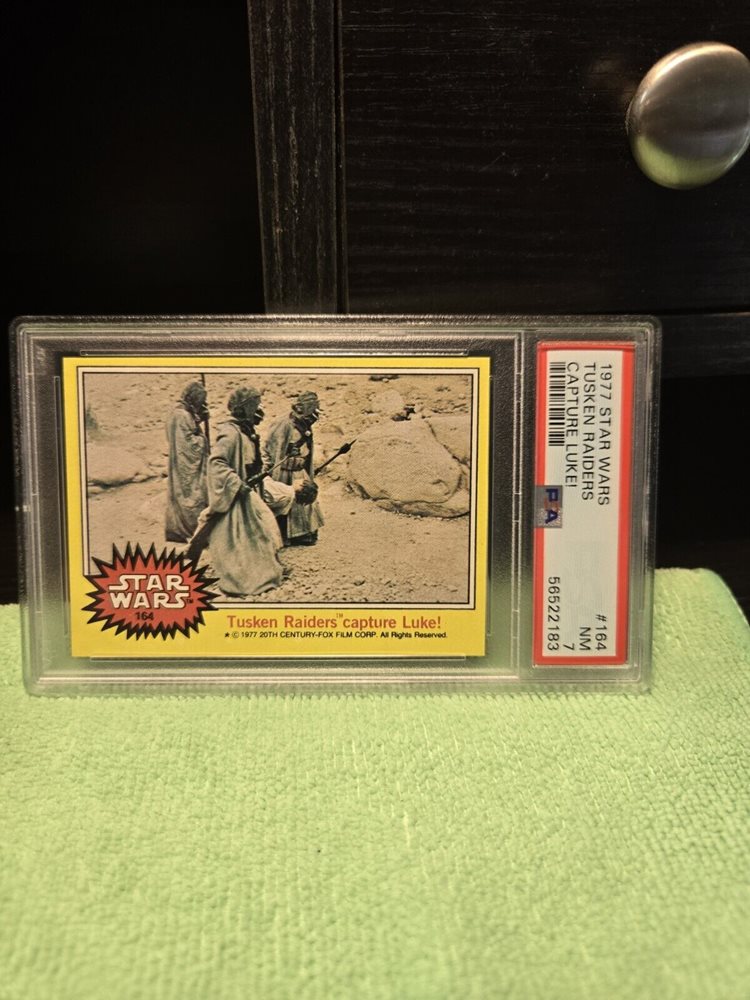 STAR
WARS™
164
Tusken Raiders™ capture Luke!
★ © 1977 20TH CENTURY-FOX FILM CORP. All Rights Reserved.
1977 STAR WARS
TUSKEN RAIDERS
CAPTURE LUKE!
PSA
#164
NM
7
56522183